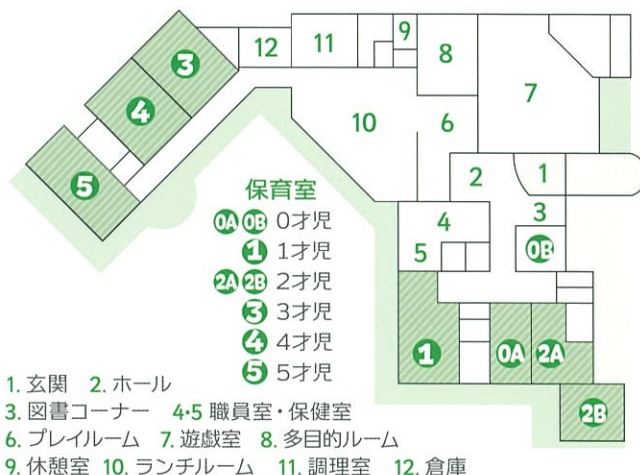 3
12
11
9
8
7
4
10
6
5
2
1
3
4
5
0B
1
0A
2A
2B
保育室
0A 0B 0才児
1 1才児
2A 2B 2才児
3 3才児
4 4才児
5 5才児
1. 玄関 2. ホール
3. 図書コーナー 4・5 職員室・保健室
6. プレイルーム 7. 遊戯室 8. 多目的ルーム
9. 休憩室 10. ランチルーム 11. 調理室 12. 倉庫